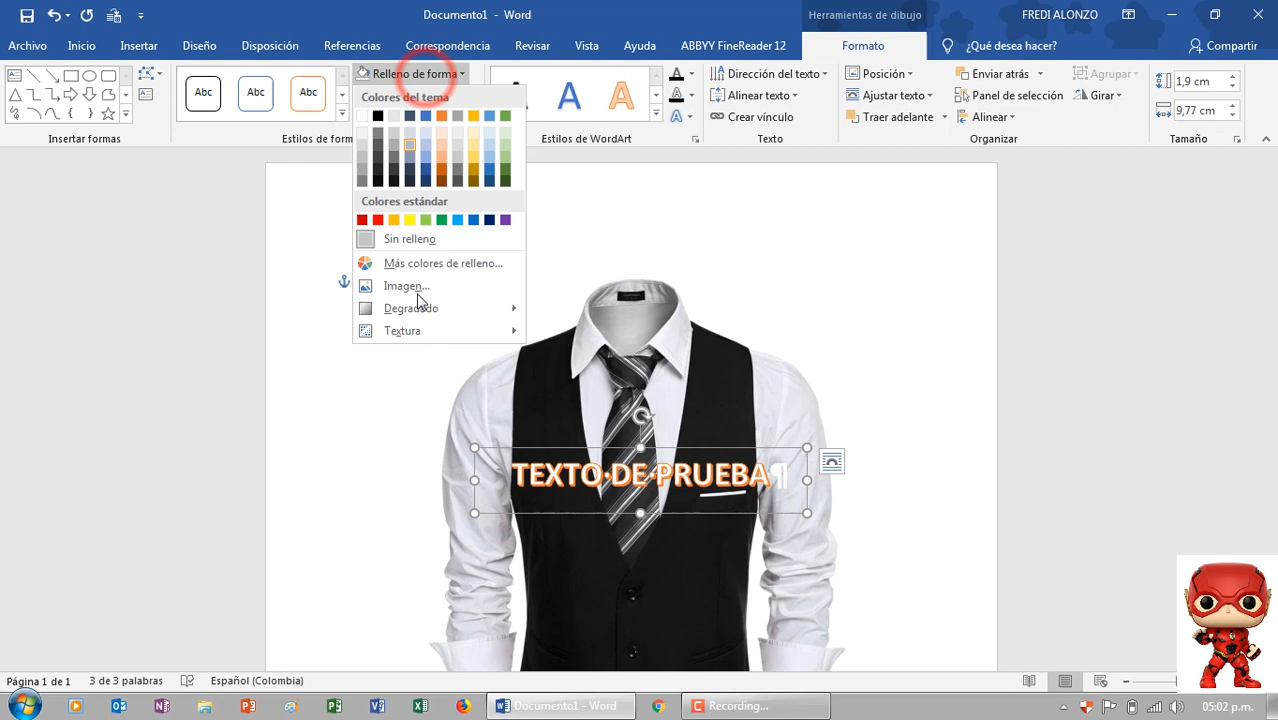 Documento1 - Word
Herramientas de dibujo
FREDI ALONZO
Archivo
Inicio
Insertar
Diseño
Disposición
Referencias
Correspondencia
Revisar
Vista
Ayuda
ABBYY FineReader 12
Formato
¿Qué desea hacer?
Compartir
Abc
Abc
Abc
Relleno de forma
A
A
Dirección del texto
Alinear texto
Crear vínculo
Posición
Ajustar texto
Traer adelante
Enviar atrás
Panel de selección
Alinear
Agrupar
Girar
1,9 cm
9,77 cm
Insertar formas
Estilos de form
Estilos de WordArt
Texto
Organizar
Tamaño
Colores del tema
Colores estándar
Sin relleno
Más colores de relleno...
Imagen...
Degradado
Textura
TEXTO·DE·PRUEBA¶
Página 1 de 1
3 de 3 palabras
Español (Colombia)
Documento1 - Word
Recording...
05:02 p.m.